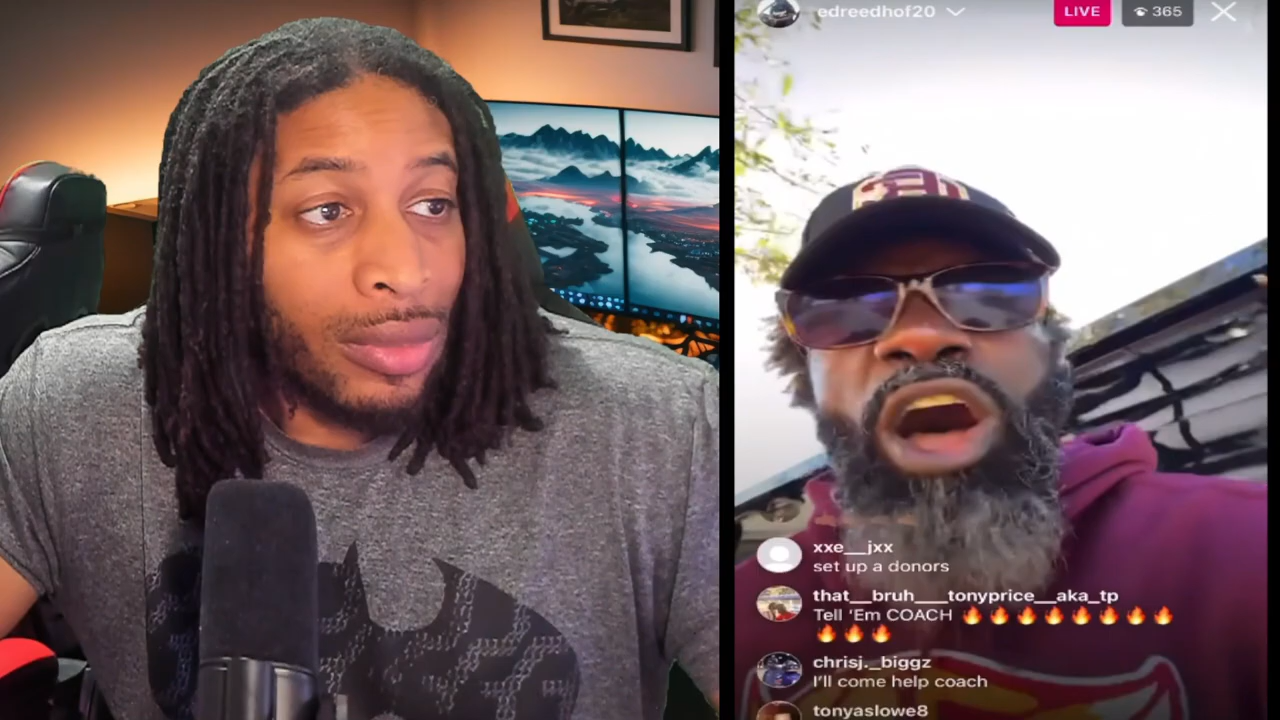 edreedhof20
LIVE
365
xxe__jxx
set up a donors
that__bruh___tonyprice__aka_tp
Tell 'Em COACH 🔥🔥🔥🔥🔥🔥🔥🔥
🔥🔥🔥
chrisj._biggz
I'll come help coach
tonyaslowe8